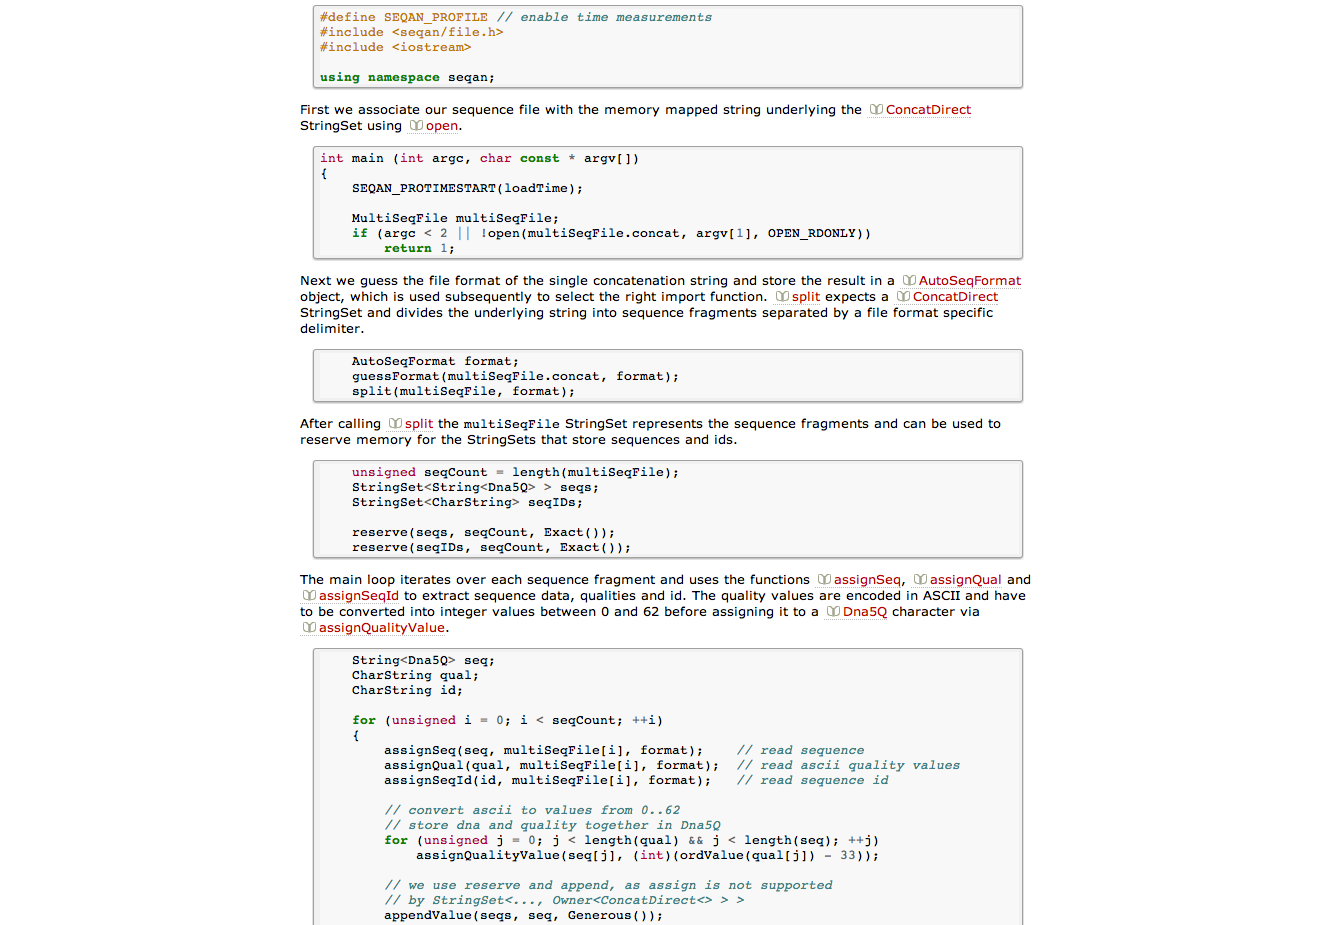 #define SEQAN_PROFILE // enable time measurements
#include <seqan/file.h>
#include <iostream>
using namespace seqan;
First we associate our sequence file with the memory mapped string underlying the ConcatDirect
StringSet using open.
int main (int argc, char const * argv[])
{
    SEQAN_PROTIMESTART(loadTime);
    MultiSeqFile multiSeqFile;
    if (argc < 2 || !open(multiSeqFile.concat, argv[1], OPEN_RDONLY))
        return 1;
Next we guess the file format of the single concatenation string and store the result in a AutoSeqFormat
object, which is used subsequently to select the right import function. split expects a ConcatDirect
StringSet and divides the underlying string into sequence fragments separated by a file format specific
delimiter.
    AutoSeqFormat format;
    guessFormat(multiSeqFile.concat, format);
    split(multiSeqFile, format);
After calling split the multiSeqFile StringSet represents the sequence fragments and can be used to
reserve memory for the StringSets that store sequences and ids.
    unsigned seqCount = length(multiSeqFile);
    StringSet<String<Dna5Q> > seqs;
    StringSet<CharString> seqIDs;
    reserve(seqs, seqCount, Exact());
    reserve(seqIDs, seqCount, Exact());
The main loop iterates over each sequence fragment and uses the functions assignSeq, assignQual and
assignSeqId to extract sequence data, qualities and id. The quality values are encoded in ASCII and have
to be converted into integer values between 0 and 62 before assigning it to a Dna5Q character via
assignQualityValue.
    String<Dna5Q> seq;
    CharString qual;
    CharString id;
    for (unsigned i = 0; i < seqCount; ++i)
    {
        assignSeq(seq, multiSeqFile[i], format);    // read sequence
        assignQual(qual, multiSeqFile[i], format);  // read ascii quality values
        assignSeqId(id, multiSeqFile[i], format);   // read sequence id
        // convert ascii to values from 0..62
        // store dna and quality together in Dna5Q
        for (unsigned j = 0; j < length(qual) && j < length(seq); ++j)
            assignQualityValue(seq[j], (int)(ordValue(qual[j]) - 33));
        // we use reserve and append, as assign is not supported
        // by StringSet<..., Owner<ConcatDirect<> > >
        appendValue(seqs, seq, Generous());